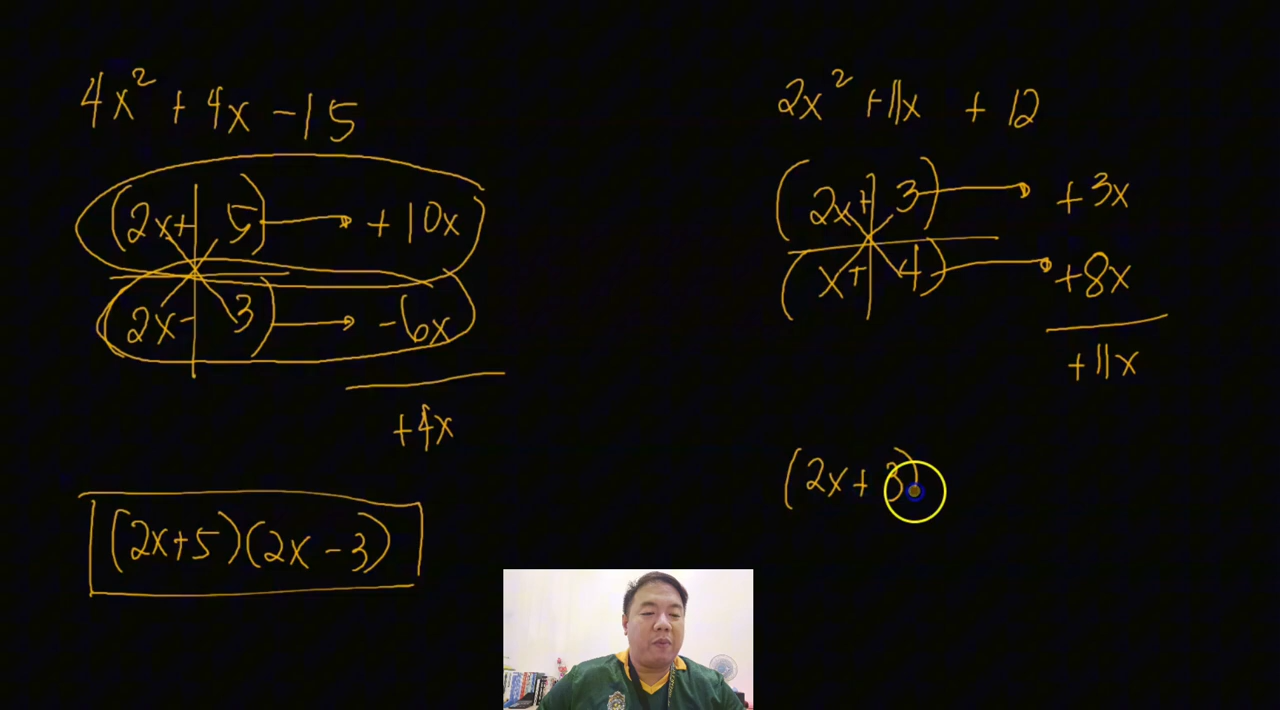 4x² + 4x - 15
(2x + 5) → + 10x
(2x - 3) → - 6x
+4x
(2x+5)(2x - 3)
2x² + 11x + 12
(2x + 3) → + 3x
(x + 4) → + 8x
+ 11x
(2x + 3)